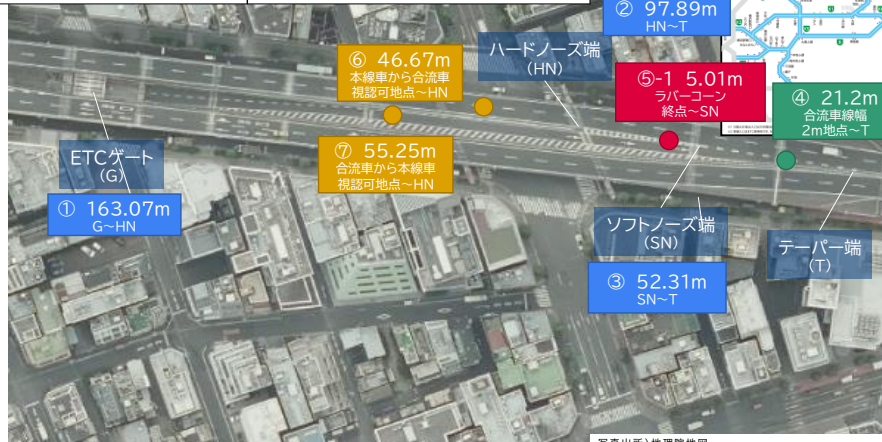 ② 97.89m
HN~T
⑥ 46.67m
本線車から合流車
視認可地点~HN
ハードノーズ端
(HN)
⑤-1 5.01m
ラバーコーン
終点~SN
④ 21.2m
合流車線幅
2m地点~T
⑦ 55.25m
合流車から本線車
視認可地点~HN
ETCゲート
(G)
① 163.07m
G~HN
ソフトノーズ端
(SN)
テーパー端
(T)
③ 52.31m
SN~T